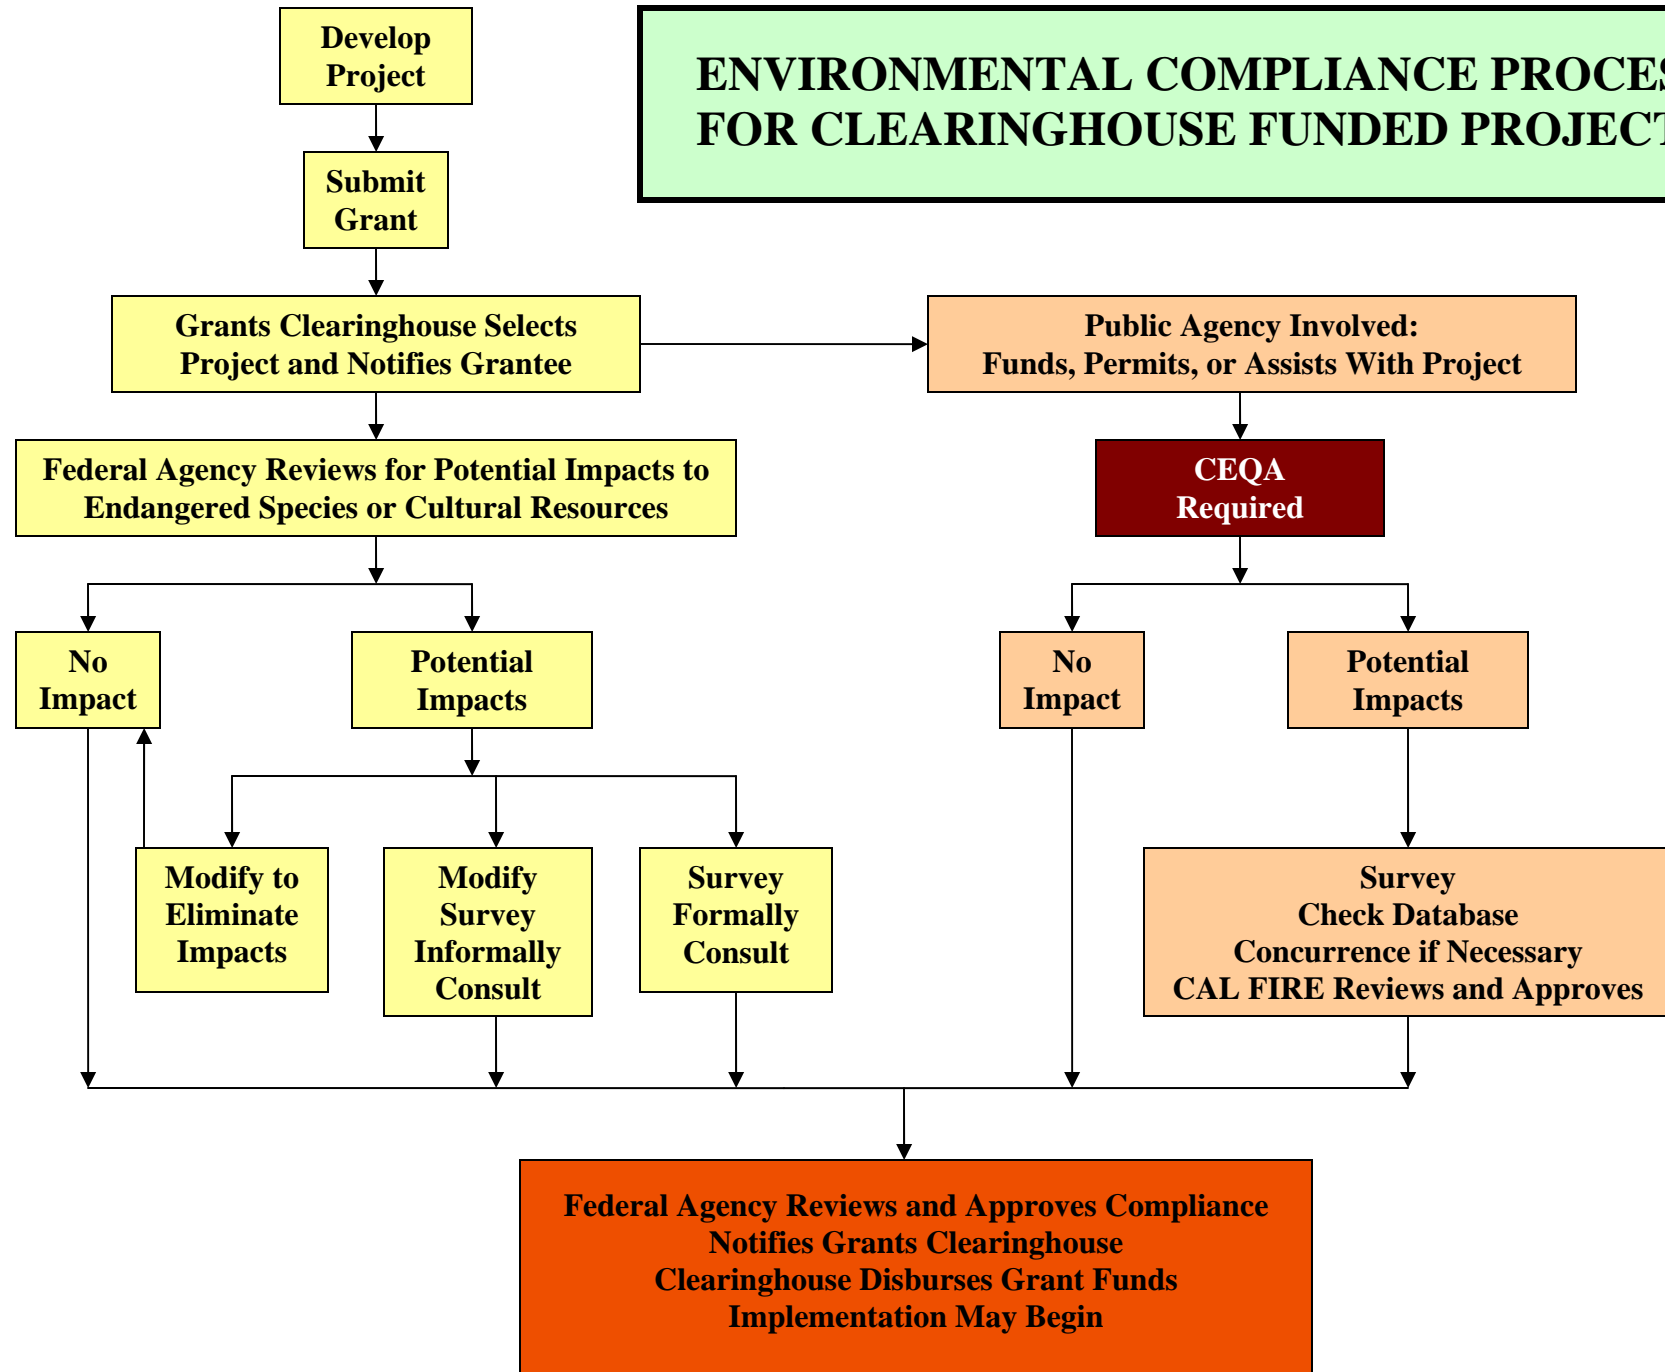 Develop
Project
ENVIRONMENTAL COMPLIANCE PROCES
FOR CLEARINGHOUSE FUNDED PROJECT
Submit
Grant
Grants Clearinghouse Selects
Project and Notifies Grantee
Public Agency Involved:
Funds, Permits, or Assists With Project
Federal Agency Reviews for Potential Impacts to
Endangered Species or Cultural Resources
CEQA
Required
No
Impact
Potential
Impacts
No
Impact
Potential
Impacts
Modify to
Eliminate
Impacts
Modify
Survey
Informally
Consult
Survey
Formally
Consult
Survey
Check Database
Concurrence if Necessary
CAL FIRE Reviews and Approves
Federal Agency Reviews and Approves Compliance
Notifies Grants Clearinghouse
Clearinghouse Disburses Grant Funds
Implementation May Begin